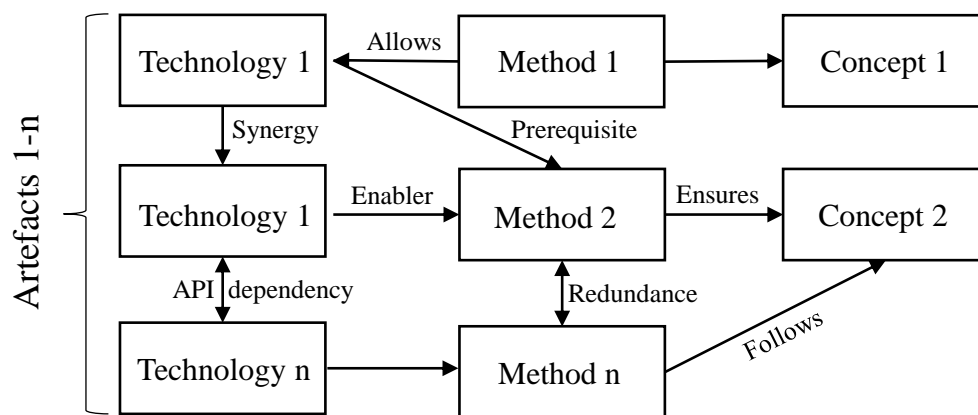 Artefacts 1-n
Technology 1
Allows
Method 1
Concept 1
Synergy
Prerequisite
Technology 1
Enabler
Method 2
Ensures
Concept 2
API dependency
Redundance
Follows
Technology n
Method n